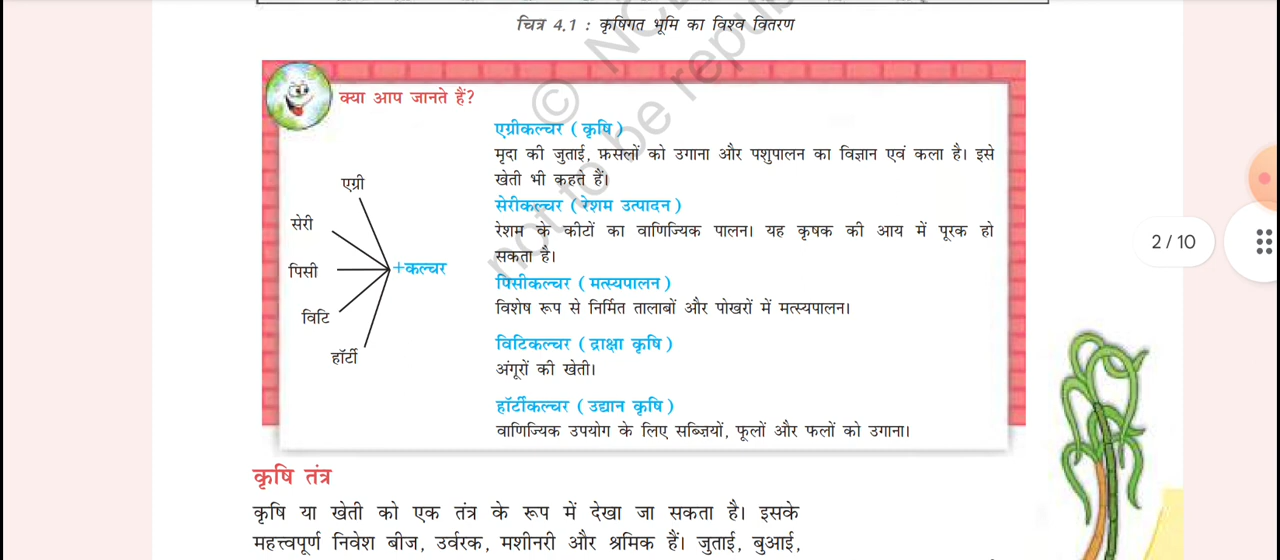 चित्र 4.1 : कृषिगत भूमि का विश्व वितरण
क्या आप जानते हैं?
एग्री
सेरी
पिसी
विटि
हॉर्टी
+कल्चर
एग्रीकल्चर ( कृषि )
मृदा की जुताई, फ़सलों को उगाना और पशुपालन का विज्ञान एवं कला है। इसे
खेती भी कहते हैं।
सेरीकल्चर ( रेशम उत्पादन )
रेशम के कीटों का वाणिज्यिक पालन। यह कृषक की आय में पूरक हो
सकता है।
पिसीकल्चर ( मत्स्यपालन )
विशेष रूप से निर्मित तालाबों और पोखरों में मत्स्यपालन।
विटिकल्चर ( द्राक्षा कृषि )
अंगूरों की खेती।
हॉर्टीकल्चर ( उद्यान कृषि )
वाणिज्यिक उपयोग के लिए सब्ज़ियों, फूलों और फलों को उगाना।
कृषि तंत्र
कृषि या खेती को एक तंत्र के रूप में देखा जा सकता है। इसके
महत्त्वपूर्ण निवेश बीज, उर्वरक, मशीनरी और श्रमिक हैं। जुताई, बुआई,
2 / 10
©
not to be